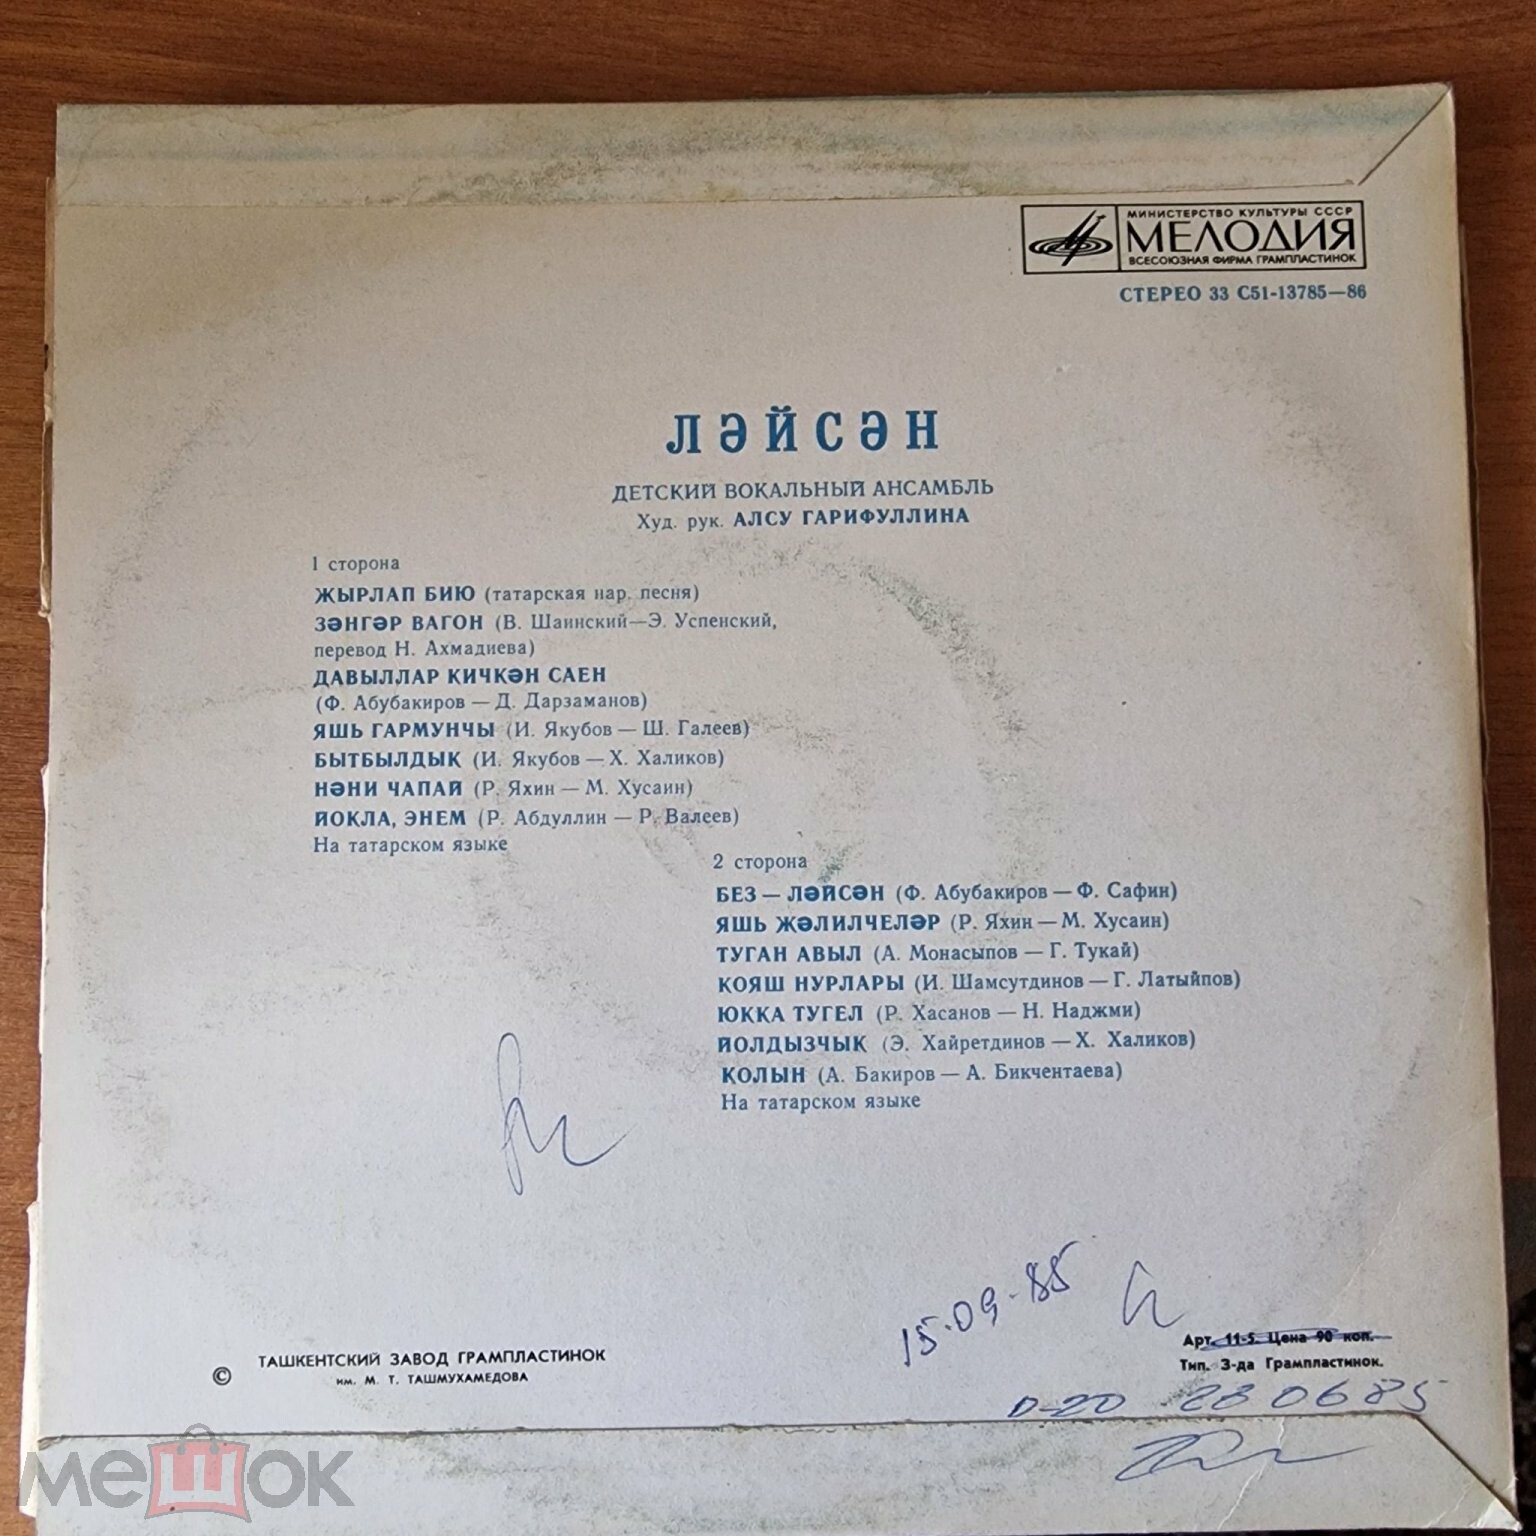 МИНИСТЕРСТВО КУЛЬТУРЫ СССР
МЕЛОДИЯ
ВСЕСОЮЗНАЯ ФИРМА ГРАМПЛАСТИНОК
СТЕРЕО 33 С51-13785—86
ЛӘЙСӘН
ДЕТСКИЙ ВОКАЛЬНЫЙ АНСАМБЛЬ
Худ. рук. АЛСУ ГАРИФУЛЛИНА
1 сторона
ҖЫРЛАП БИЮ (татарская нар. песня)
ЗӘНГӘР ВАГОН (В. Шаинский—Э. Успенский,
перевод Н. Ахмадиева)
ДАВЫЛЛАР КИЧКӘН САЕН
(Ф. Абубакиров — Д. Дарзаманов)
ЯШЬ ГАРМУНЧЫ (И. Якубов — Ш. Галеев)
БЫТБЫЛДЫК (И. Якубов — Х. Халиков)
НӘНИ ЧАПАЙ (Р. Яхин — М. Хусаин)
ЙОКЛА, ЭНЕМ (Р. Абдуллин — Р. Валеев)
На татарском языке
2 сторона
БЕЗ — ЛӘЙСӘН (Ф. Абубакиров — Ф. Сафин)
ЯШЬ ҖӘЛИЛЧЕЛӘР (Р. Яхин — М. Хусаин)
ТУГАН АВЫЛ (А. Монасыпов — Г. Тукай)
КОЯШ НУРЛАРЫ (И. Шамсутдинов — Г. Латыйпов)
ЮККА ТУГЕЛ (Р. Хасанов — Н. Наджми)
ЙОЛДЫЗЧЫК (Э. Хайретдинов — Х. Халиков)
КОЛЫН (А. Бакиров — А. Бикчентаева)
На татарском языке
15.09.85
Арт. 11-5. Цена 90 коп.
Тип. З-да Грампластинок.
© ТАШКЕНТСКИЙ ЗАВОД ГРАМПЛАСТИНОК
им. М. Т. ТАШМУХАМЕДОВА
D-20 280685
мешок